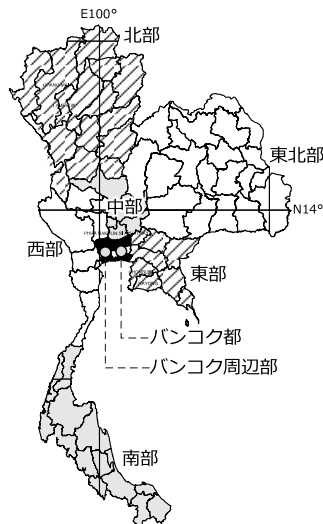 E100°
北部
東北部
中部
N14°
西部
東部
バンコク都
バンコク周辺部
南部